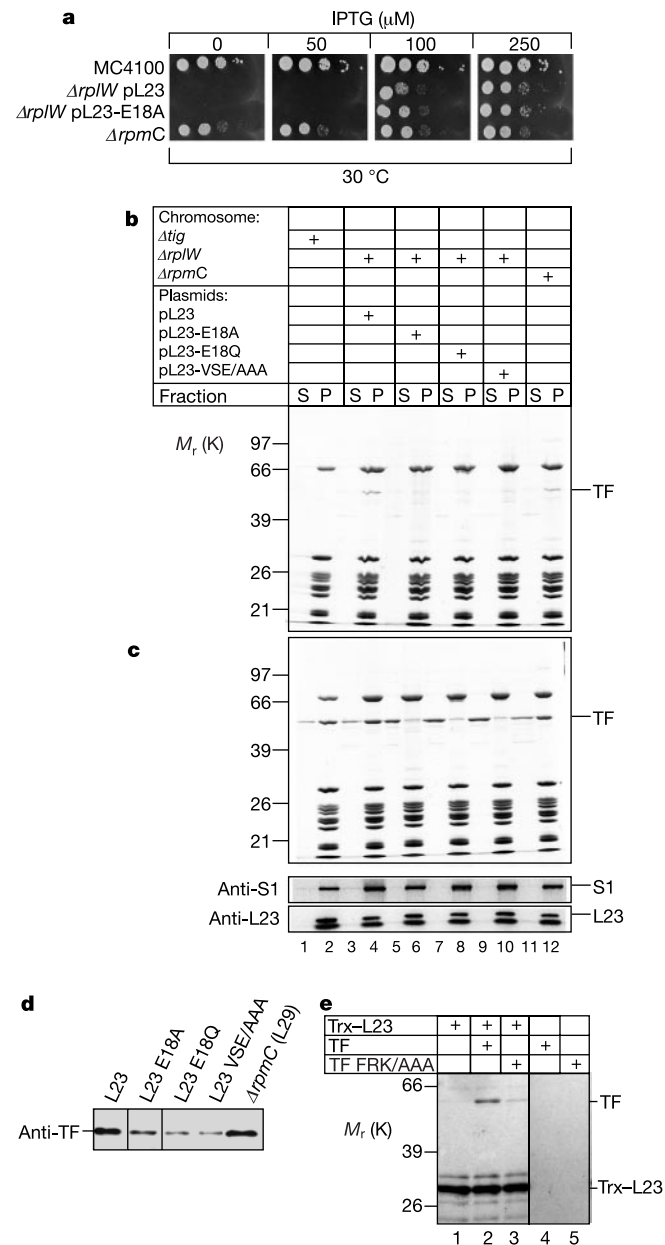 a
IPTG (μM)
0 50 100 250
MC4100
ΔrplW pL23
ΔrplW pL23-E18A
ΔrpmC
30 °C
b
Chromosome:
Δtig +
ΔrplW + + + +
ΔrpmC +
Plasmids:
pL23 +
pL23-E18A +
pL23-E18Q +
pL23-VSE/AAA +
Fraction S P S P S P S P S P S P
Mr (K)
97
66
TF
39
26
21
c
97
66
TF
39
26
21
Anti-S1 S1
Anti-L23 L23
1 2 3 4 5 6 7 8 9 10 11 12
d
L23
L23 E18A
L23 E18Q
L23 VSE/AAA
ΔrpmC (L29)
Anti-TF
e
Trx–L23 + + +
TF + +
TF FRK/AAA + +
66
TF
Mr (K)
39
Trx–L23
26
1 2 3 4 5